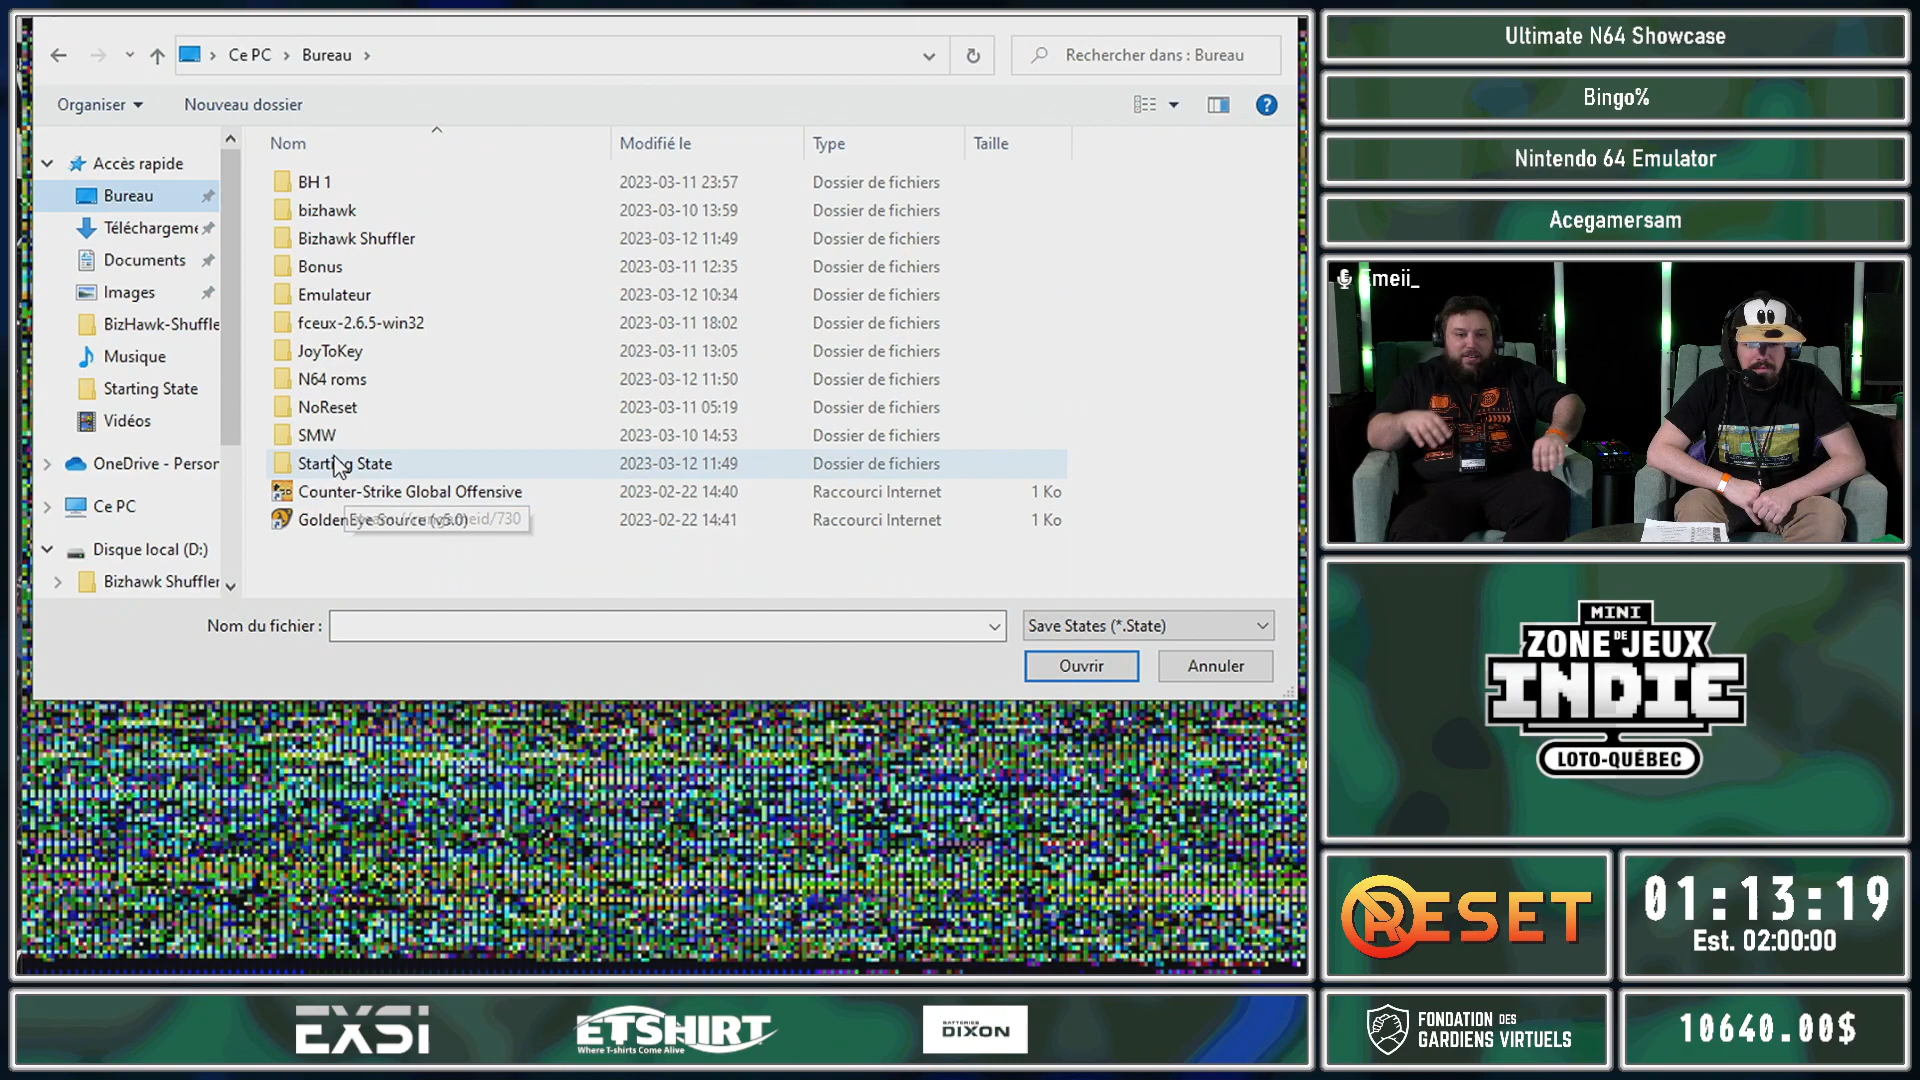 Ce PC
Bureau
Rechercher dans : Bureau
Organiser
Nouveau dossier
Nom
Modifié le
Type
Taille
Accès rapide
Bureau
Téléchargeme
Documents
Images
BizHawk-Shuffle
Musique
Starting State
Vidéos
OneDrive - Person
Ce PC
Disque local (D:)
Bizhawk Shuffler
BH 1 2023-03-11 23:57 Dossier de fichiers
bizhawk 2023-03-10 13:59 Dossier de fichiers
Bizhawk Shuffler 2023-03-12 11:49 Dossier de fichiers
Bonus 2023-03-11 12:35 Dossier de fichiers
Emulateur 2023-03-12 10:34 Dossier de fichiers
fceux-2.6.5-win32 2023-03-11 18:02 Dossier de fichiers
JoyToKey 2023-03-11 13:05 Dossier de fichiers
N64 roms 2023-03-12 11:50 Dossier de fichiers
NoReset 2023-03-11 05:19 Dossier de fichiers
SMW 2023-03-10 14:53 Dossier de fichiers
Starting State 2023-03-12 11:49 Dossier de fichiers
Counter-Strike Global Offensive 2023-02-22 14:40 Raccourci Internet 1 Ko
GoldenEye Source (v5.0) 2023-02-22 14:41 Raccourci Internet 1 Ko
Nom du fichier :
Save States (*.State)
Ouvrir
Annuler
Ultimate N64 Showcase
Bingo%
Nintendo 64 Emulator
Acegamersam
Emeii_
MINI
ZONE DE JEUX
INDIE
LOTO-QUÉBEC
RESET
01:13:19
Est. 02:00:00
EXSi
ETSHIRT
Where T-shirts Come Alive
BATTERIES
DIXON
FONDATION DES
GARDIENS VIRTUELS
10640.00$